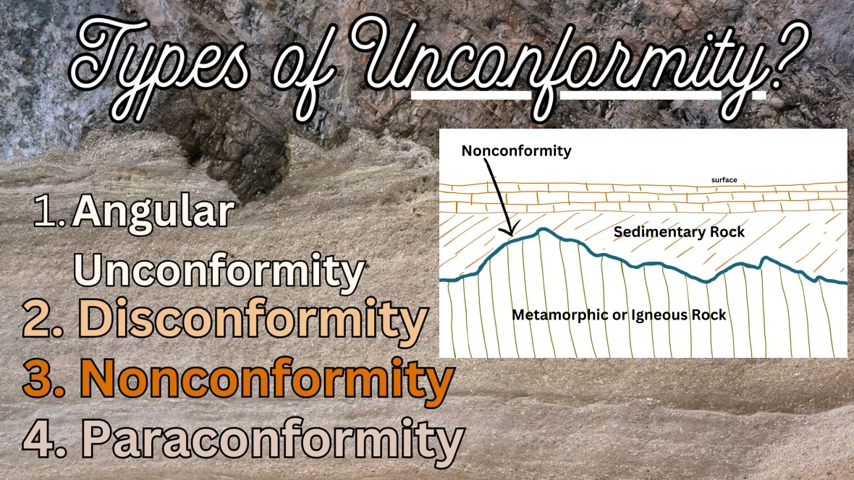 Types of Unconformity?
1. Angular
Unconformity
2. Disconformity
3. Nonconformity
4. Paraconformity
Nonconformity
surface
Sedimentary Rock
Metamorphic or Igneous Rock